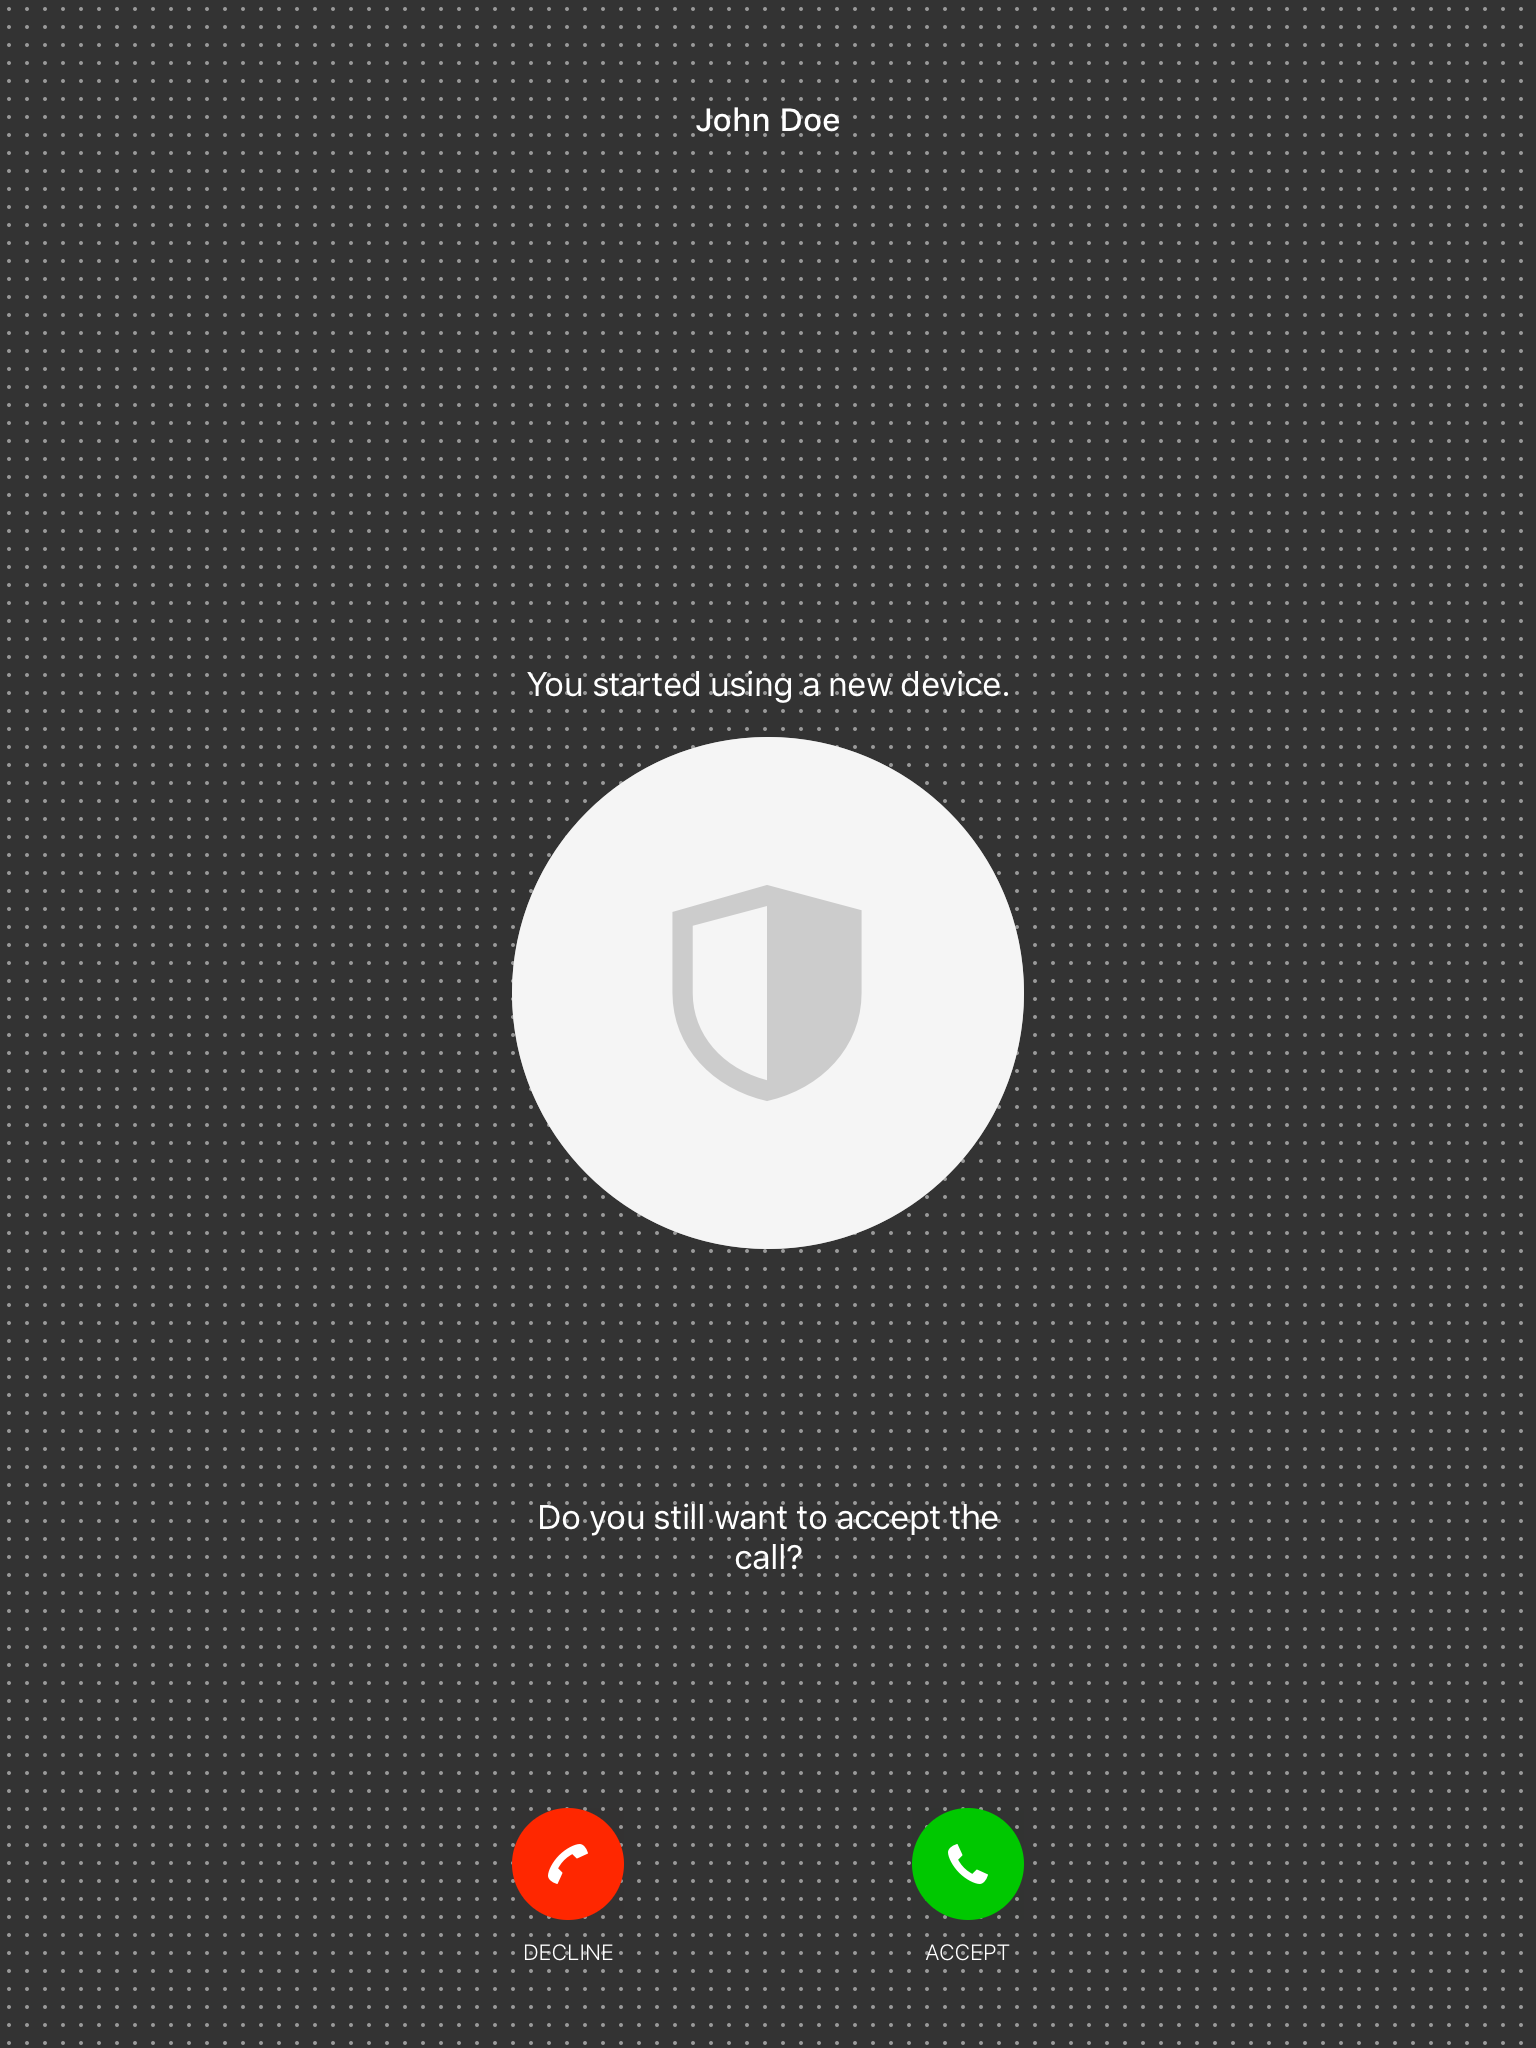 John Doe
You started using a new device.
Do you still want to accept the
call?
DECLINE
ACCEPT